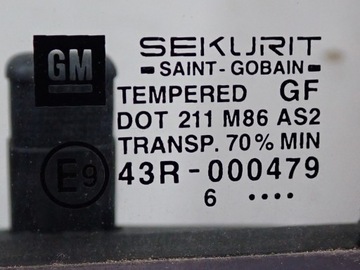 GM
SEKURIT
SAINT-GOBAIN
TEMPERED GF
DOT 211 M86 AS2
TRANSP. 70% MIN
E9 43R-000479
6 ....